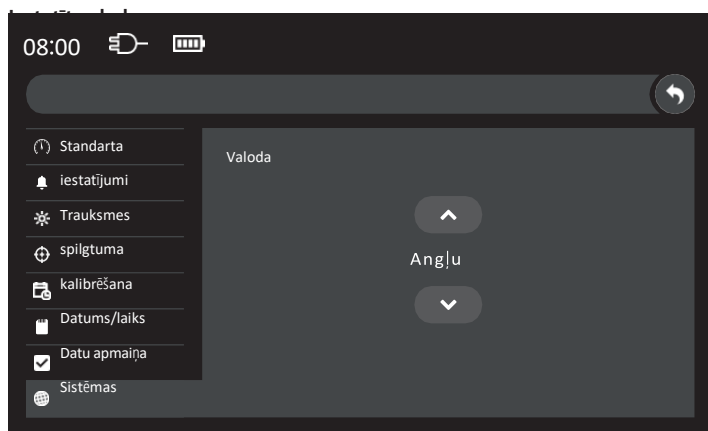 08:00
Standarta
iestatījumi
Trauksmes
spilgtuma
kalibrēšana
Datums/laiks
Datu apmaiņa
Sistēmas
Valoda
Angļu